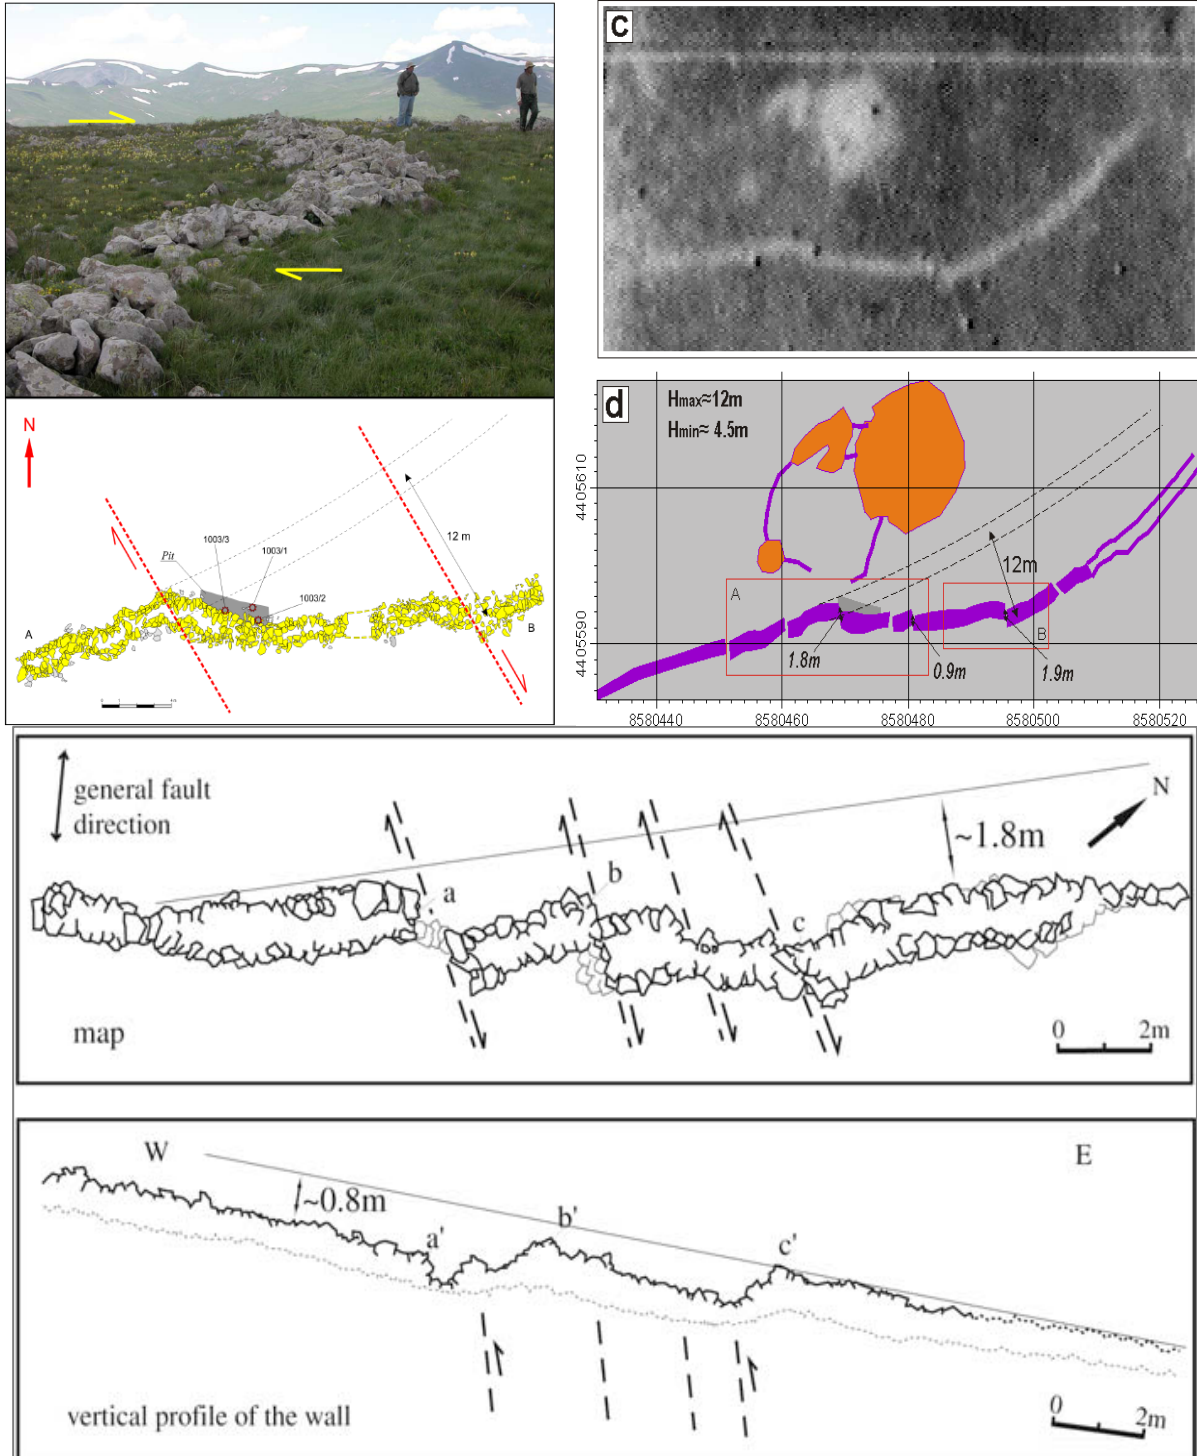 c
N
12 m
1003/3
1003/1
Pit
1003/2
A
B
d
Hmax≈12m
Hmin≈ 4.5m
4405610
4405590
A
12m
B
1.8m
0.9m
1.9m
8580440
8580460
8580480
8580500
8580520
general fault
direction
N
~1.8m
a
b
c
map
0
2m
W
E
~0.8m
a'
b'
c'
vertical profile of the wall
0
2m